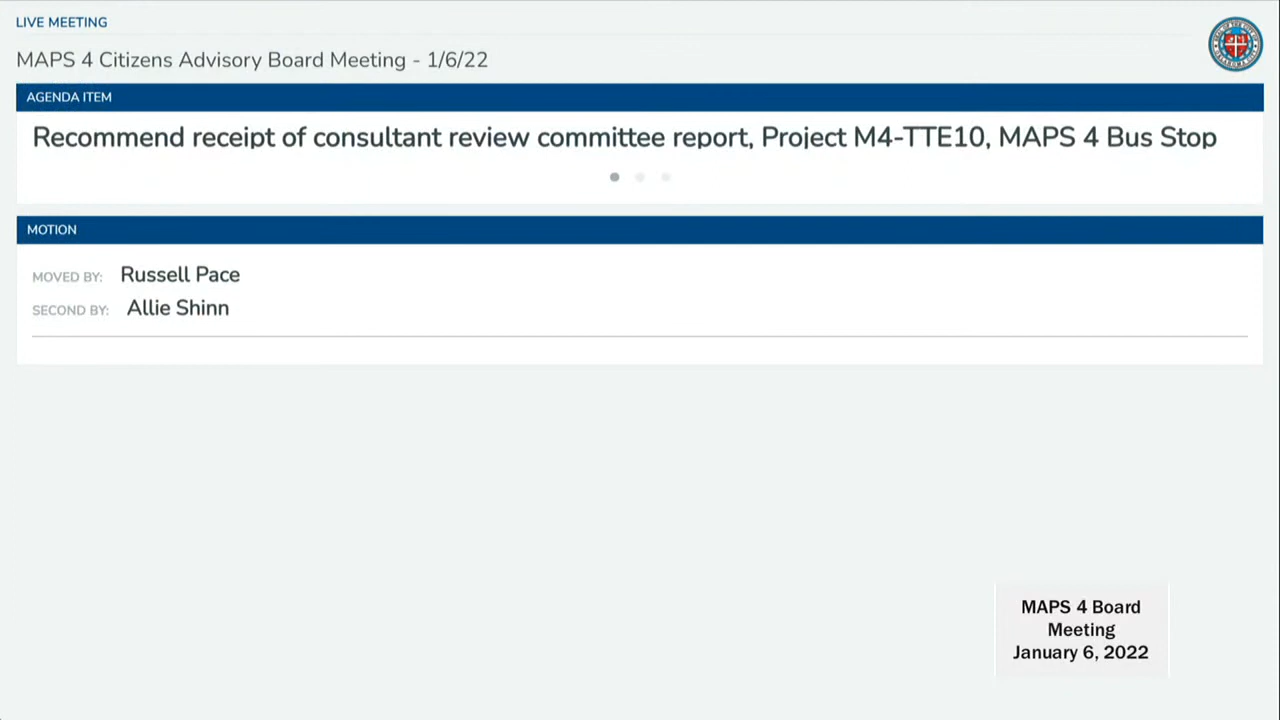 LIVE MEETING
MAPS 4 Citizens Advisory Board Meeting - 1/6/22
AGENDA ITEM
Recommend receipt of consultant review committee report, Project M4-TTE10, MAPS 4 Bus Stop
MOTION
MOVED BY: Russell Pace
SECOND BY: Allie Shinn
MAPS 4 Board
Meeting
January 6, 2022